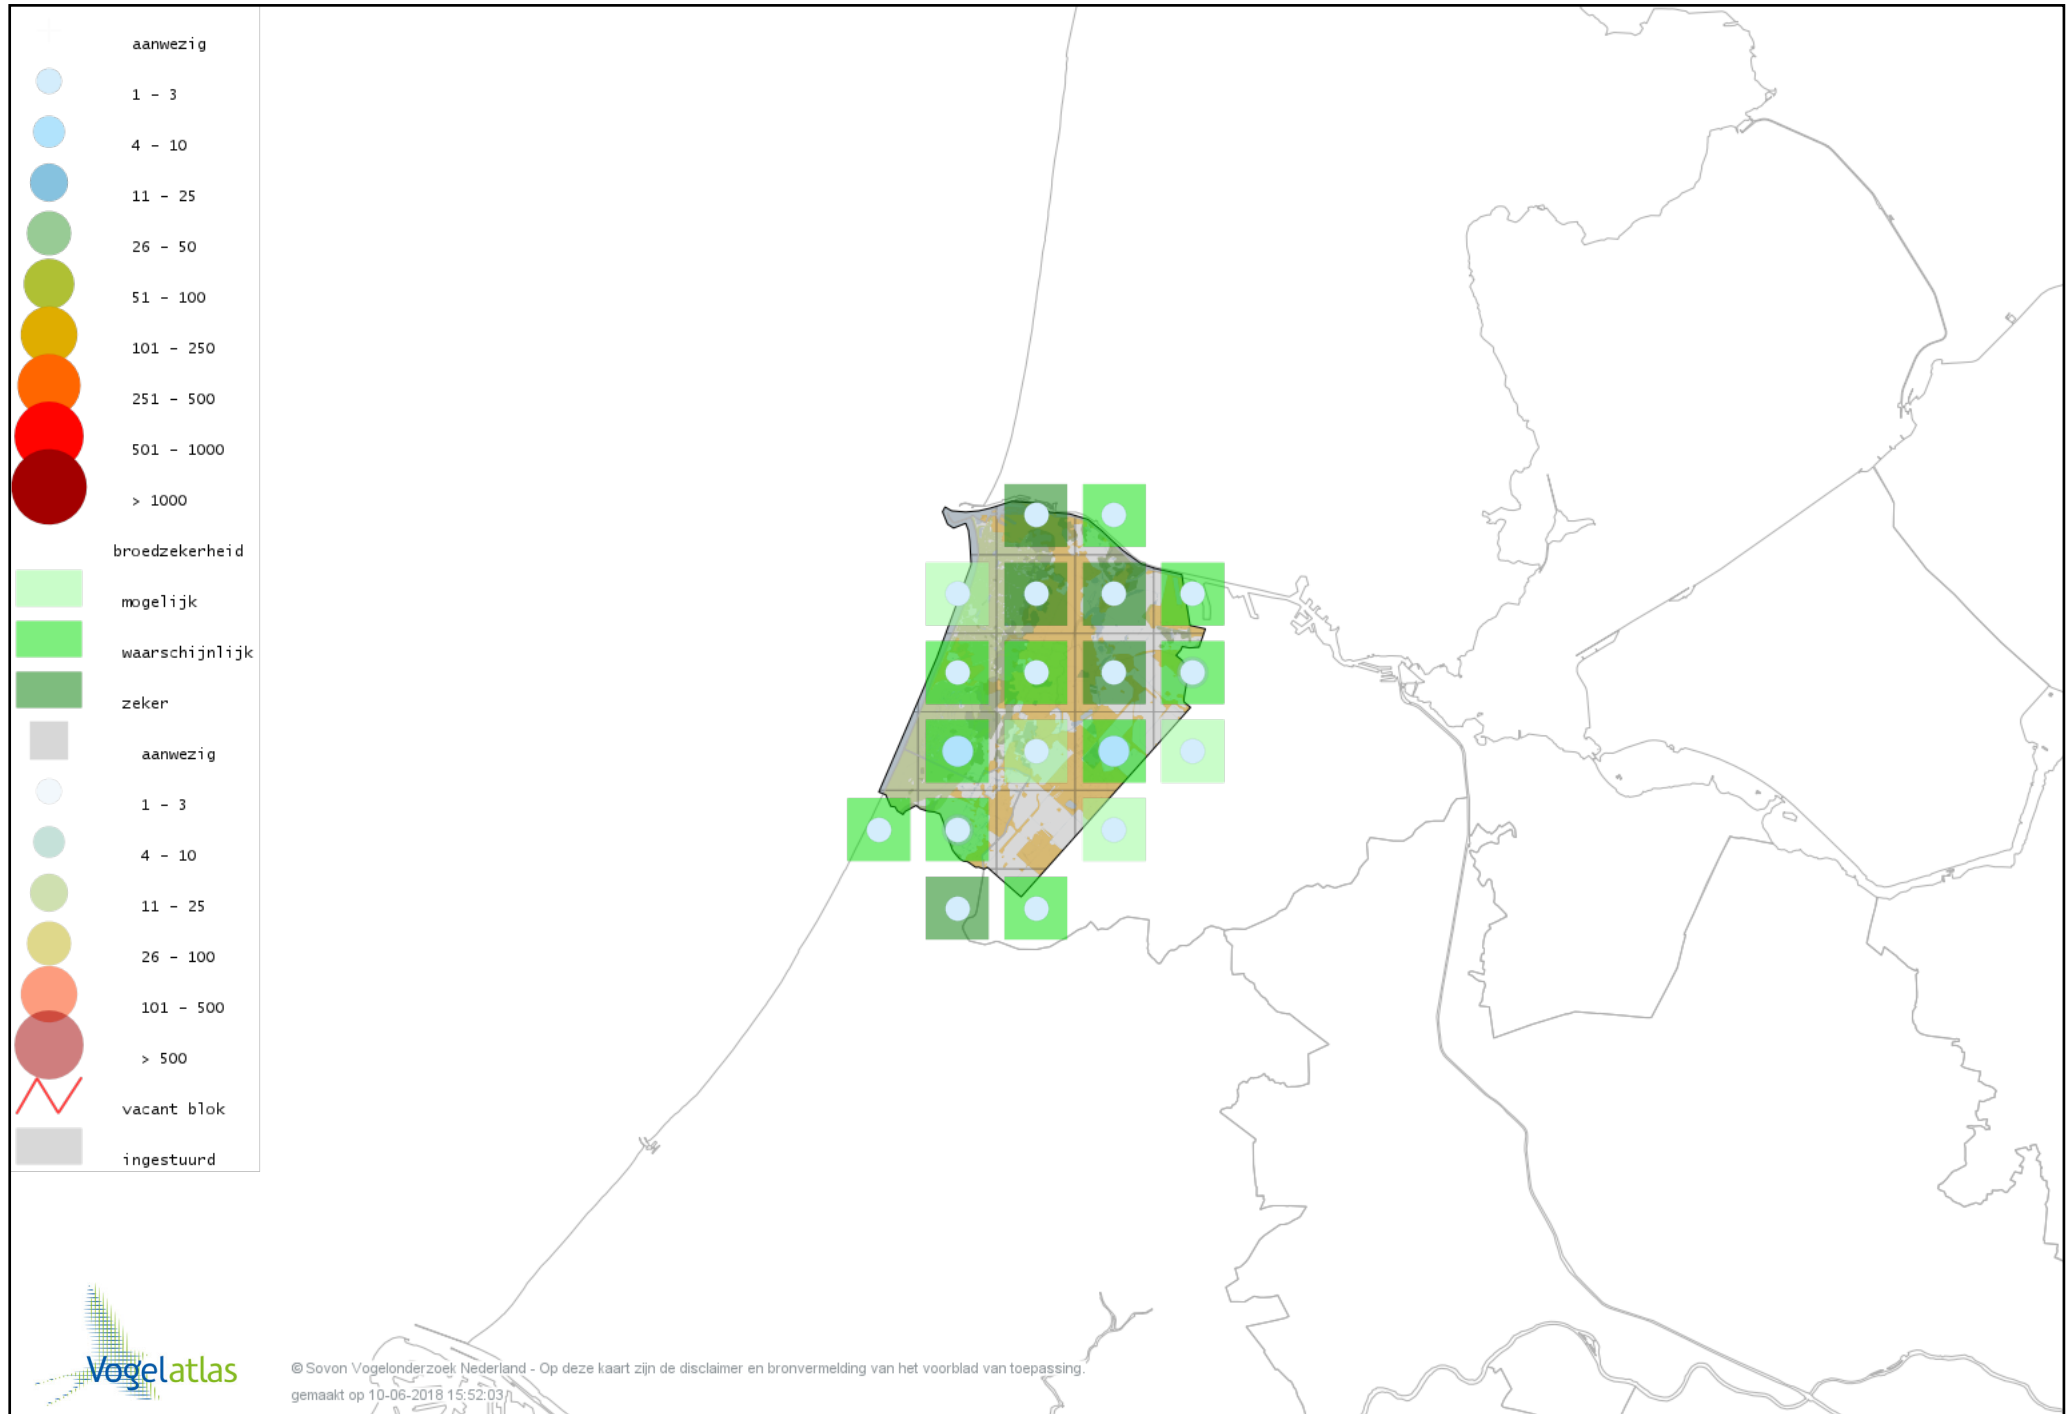 aanwezig
1 - 3
4 - 10
11 - 25
26 - 50
51 - 100
101 - 250
251 - 500
501 - 1000
> 1000
broedzekerheid
mogelijk
waarschijnlijk
zeker
aanwezig
1 - 3
4 - 10
11 - 25
26 - 100
101 - 500
> 500
vacant blok
ingestuurd
Vogelatlas
© Sovon Vogelonderzoek Nederland - Op deze kaart zijn de disclaimer en bronvermelding van het voorblad van toepassing.
gemaakt op 10-06-2018 15:52:03